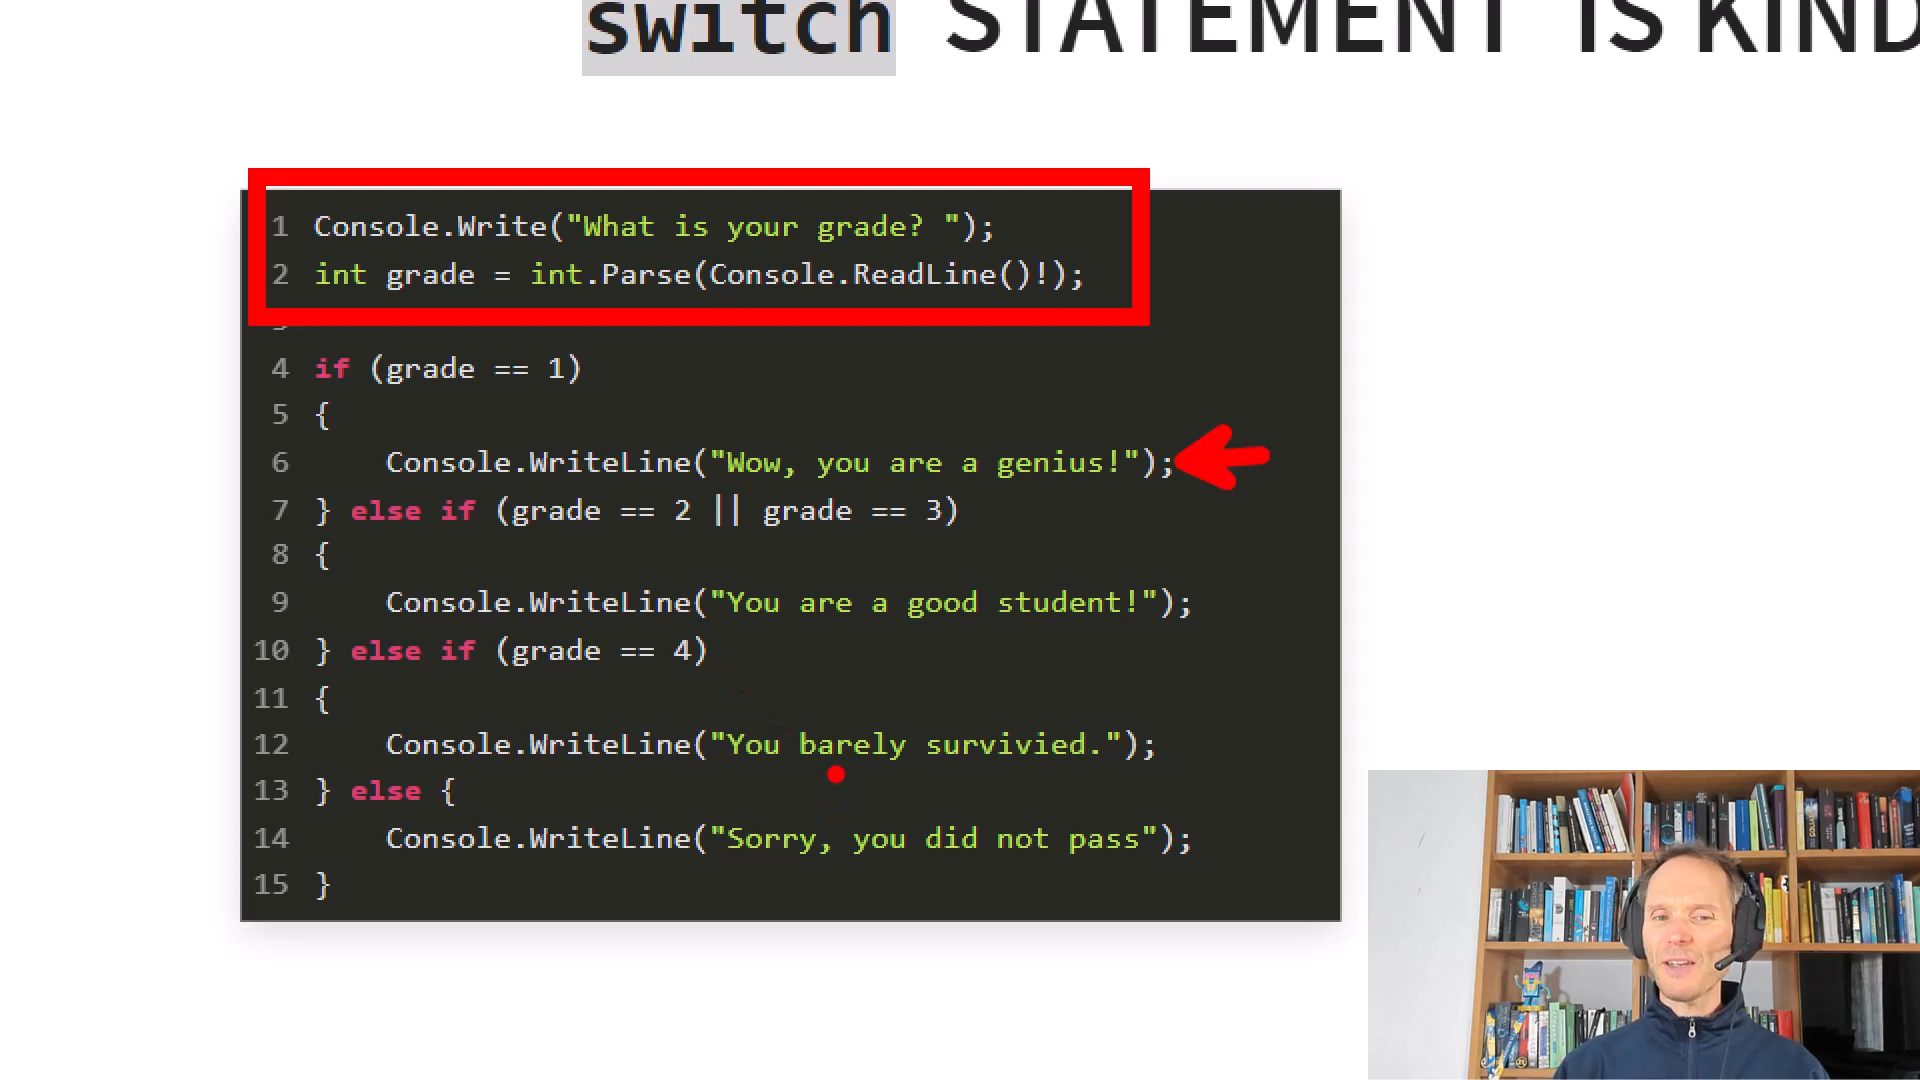 switch STATEMENT IS KIND
1 Console.Write("What is your grade? ");
2 int grade = int.Parse(Console.ReadLine()!);
3
4 if (grade == 1)
5 {
6     Console.WriteLine("Wow, you are a genius!");
7 } else if (grade == 2 || grade == 3)
8 {
9     Console.WriteLine("You are a good student!");
10 } else if (grade == 4)
11 {
12     Console.WriteLine("You barely survivied.");
13 } else {
14     Console.WriteLine("Sorry, you did not pass");
15 }